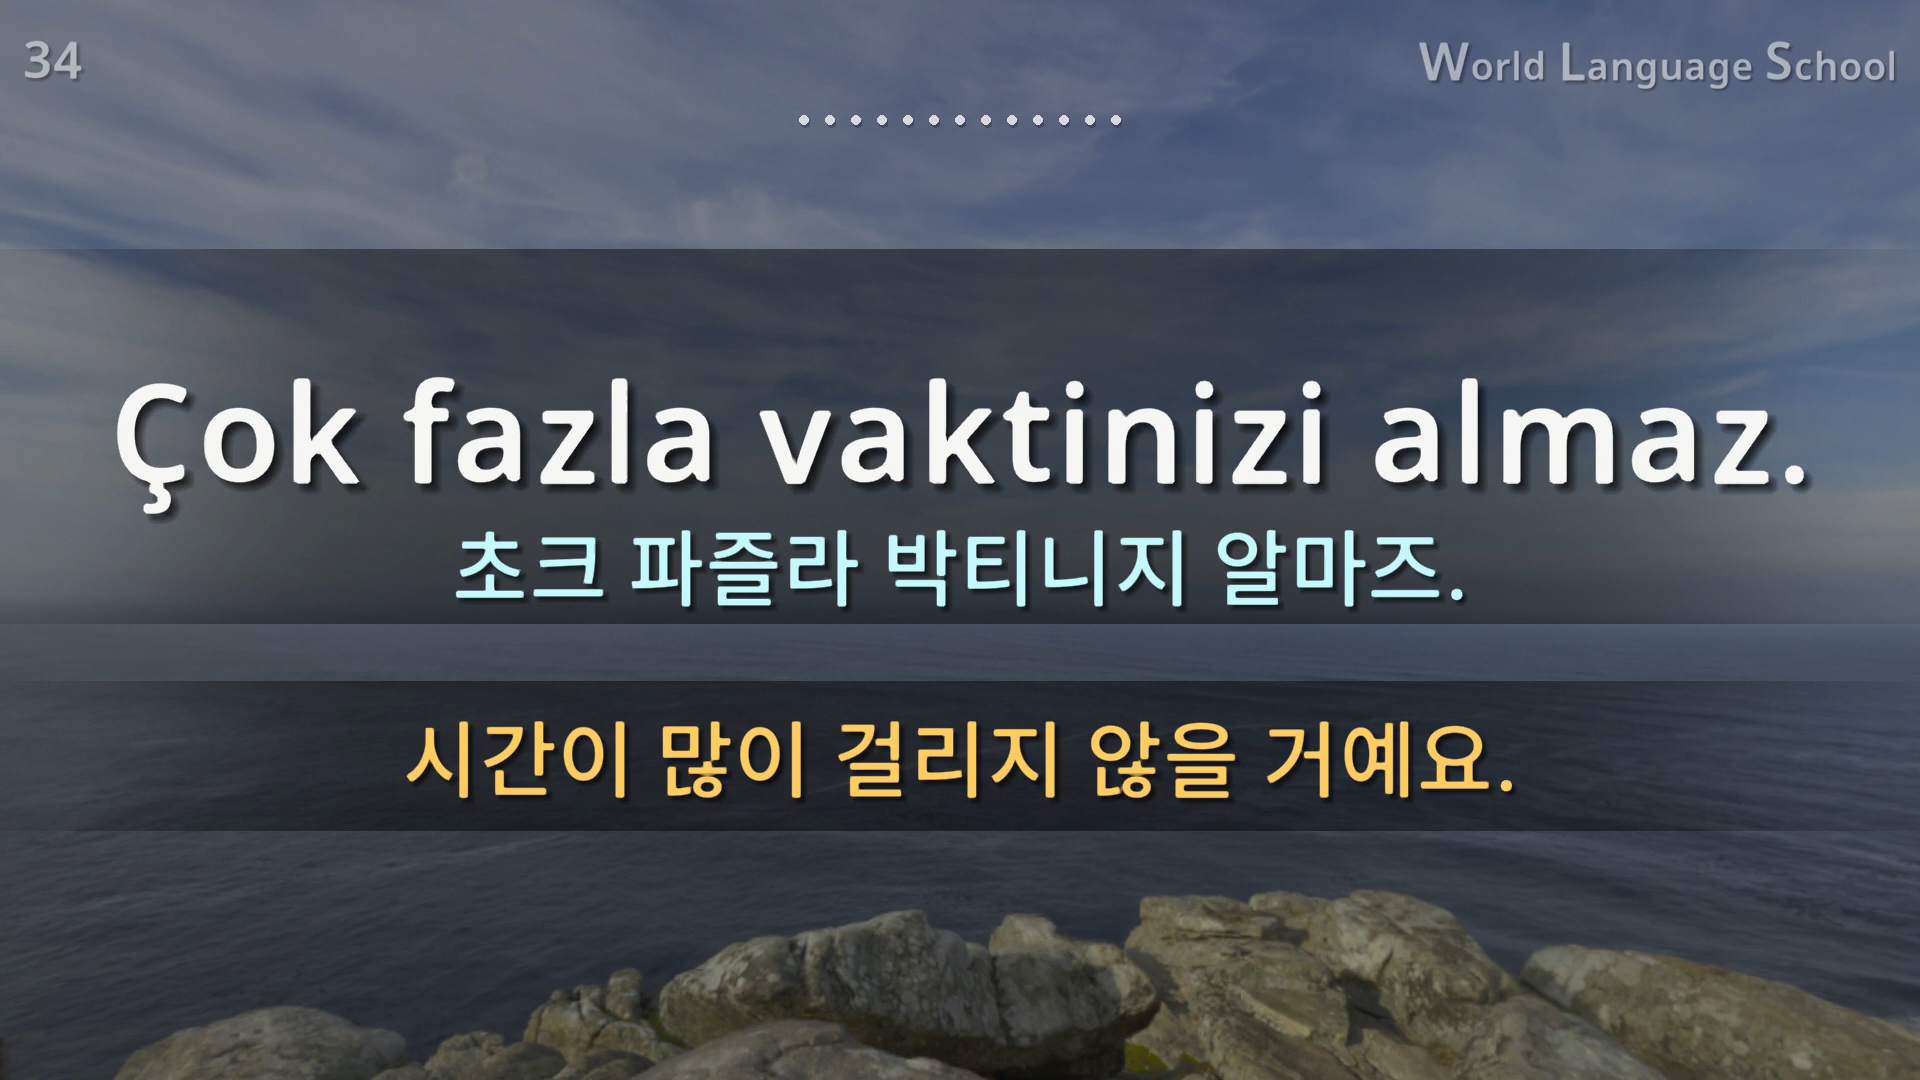 34
World Language School
Çok fazla vaktinizi almaz.
초크 파즐라 박티니지 알마즈.
시간이 많이 걸리지 않을 거예요.